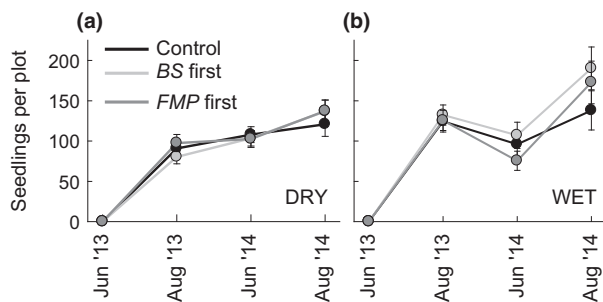 (a)
(b)
Seedlings per plot
200
150
100
50
0
Control
BS first
FMP first
DRY
WET
Jun '13
Aug '13
Jun '14
Aug '14
Jun '13
Aug '13
Jun '14
Aug '14